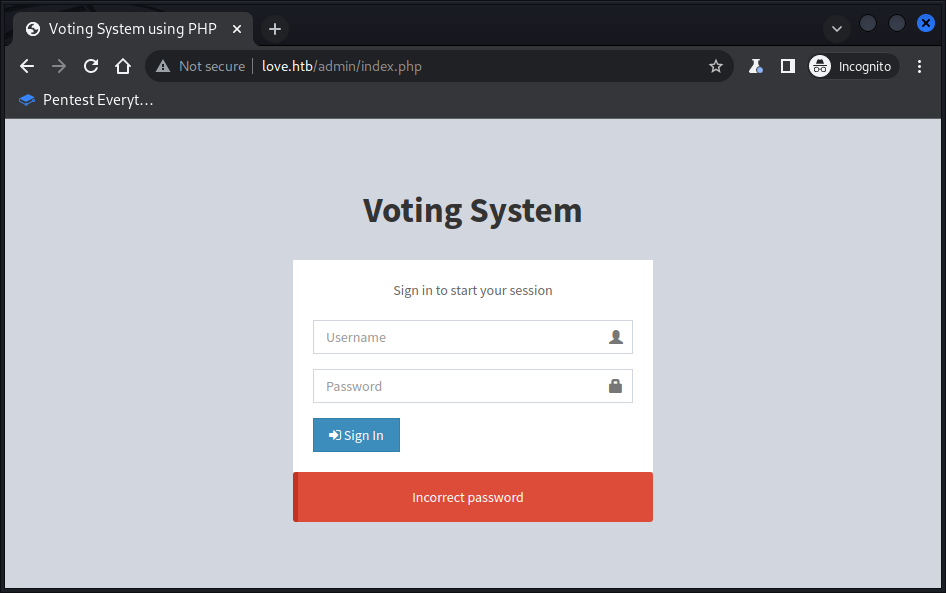 Voting System using PHP
Not secure love.htb/admin/index.php Incognito
Pentest Everyt…
Voting System
Sign in to start your session
Username
Password
Sign In
Incorrect password